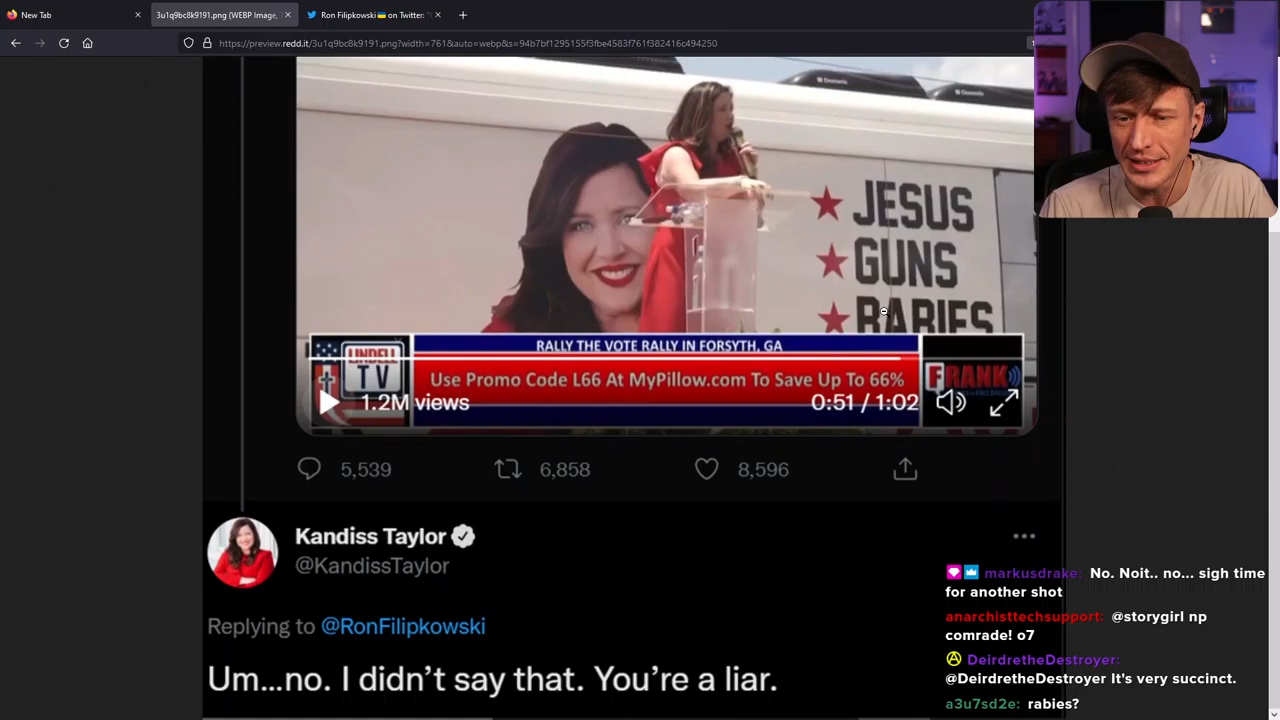 New Tab
3u1q9bc8k9191.png (WEBP Image,
Ron Filipkowski🇺🇦 on Twitter: "
https://preview.redd.it/3u1q9bc8k9191.png?width=761&auto=webp&s=94b7bf1295155f3fbe4583f761f382416c494250
JESUS
GUNS
BABIES
LINDELL
TV
RALLY THE VOTE RALLY IN FORSYTH, GA
Use Promo Code L66 At MyPillow.com To Save Up To 66%
FRANK
1.2M views
0:51 / 1:02
5,539
6,858
8,596
Kandiss Taylor
@KandissTaylor
Replying to @RonFilipkowski
Um…no. I didn’t say that. You’re a liar.
markusdrake: No. Noit.. no... sigh time
for another shot
anarchisttechsupport: @storygirl np
comrade! o7
DeirdretheDestroyer:
@DeirdretheDestroyer It's very succinct.
a3u7sd2e: rabies?